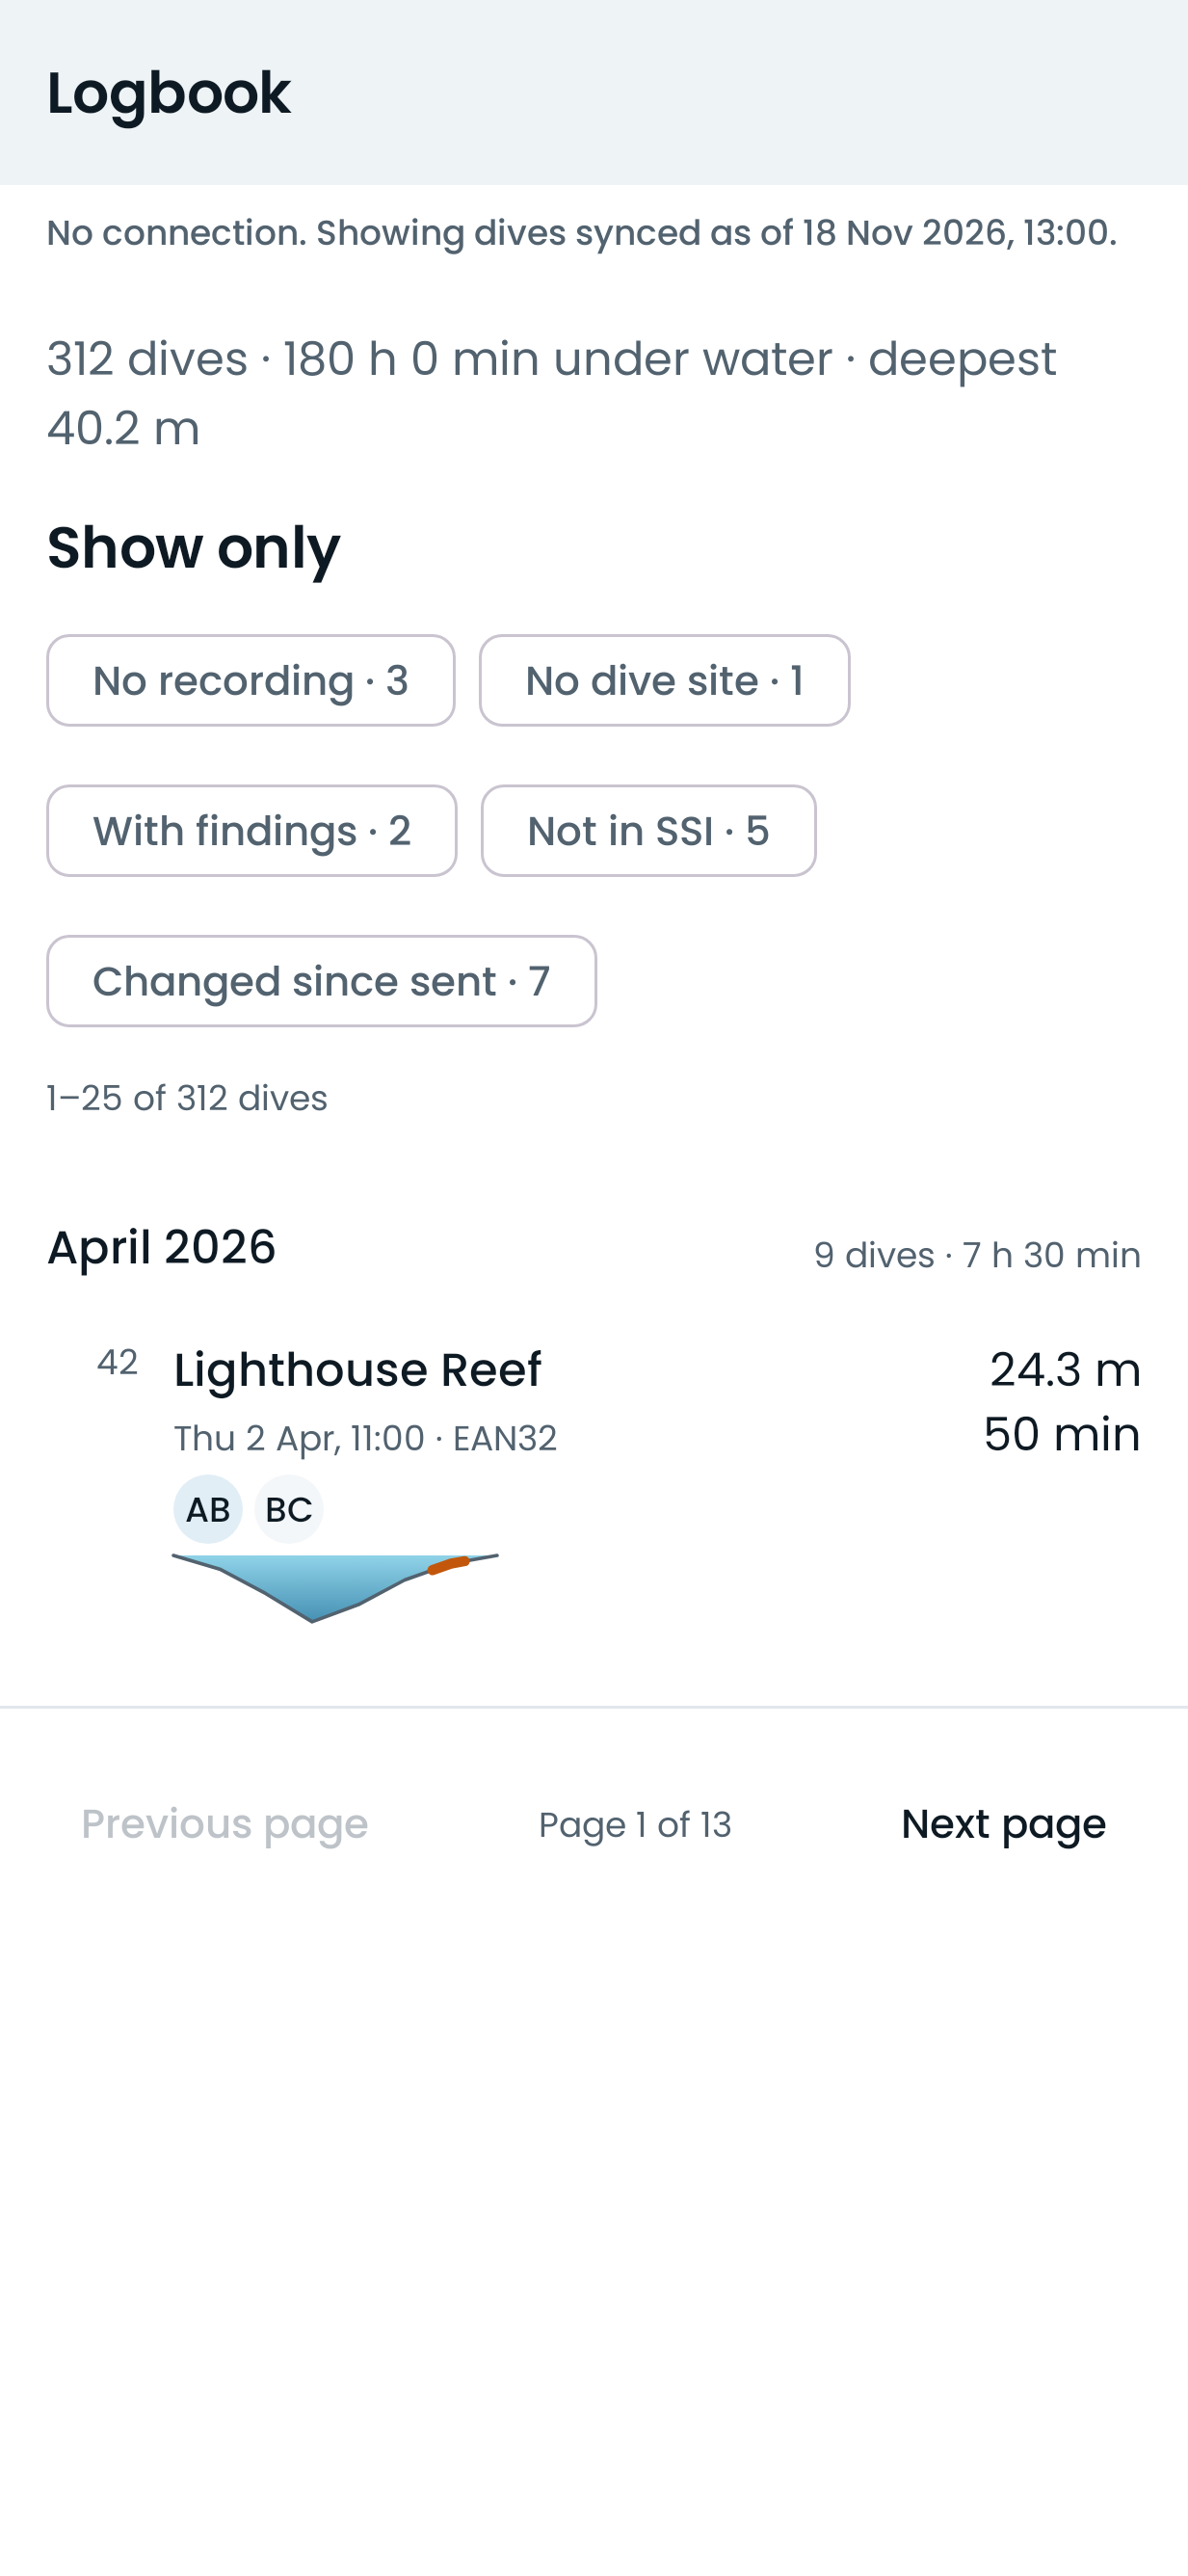 Logbook
No connection. Showing dives synced as of 18 Nov 2026, 13:00.
312 dives · 180 h 0 min under water · deepest
40.2 m
Show only
No recording · 3
No dive site · 1
With findings · 2
Not in SSI · 5
Changed since sent · 7
1–25 of 312 dives
April 2026
9 dives · 7 h 30 min
42
Lighthouse Reef
24.3 m
Thu 2 Apr, 11:00 · EAN32
50 min
AB
BC
Previous page
Page 1 of 13
Next page